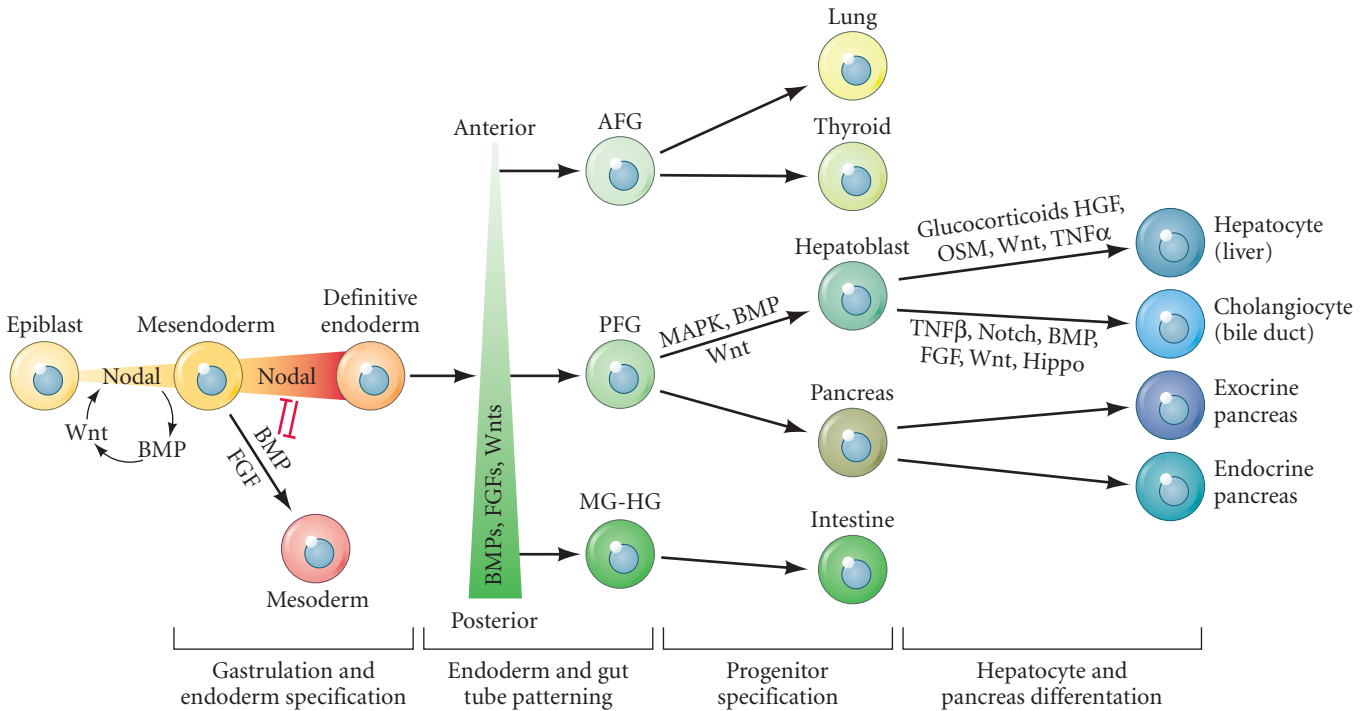 Lung
Anterior
AFG
Thyroid
Glucocorticoids HGF,
OSM, Wnt, TNFα
Hepatocyte
(liver)
Hepatoblast
Epiblast
Mesendoderm
Definitive
endoderm
PFG
MAPK, BMP
Wnt
TNFβ, Notch, BMP,
FGF, Wnt, Hippo
Cholangiocyte
(bile duct)
Nodal
Nodal
Wnt
BMP
BMP
FGF
Mesoderm
BMPs, FGFs, Wnts
Pancreas
Exocrine
pancreas
Endocrine
pancreas
MG-HG
Intestine
Posterior
Gastrulation and
endoderm specification
Endoderm and gut
tube patterning
Progenitor
specification
Hepatocyte and
pancreas differentation